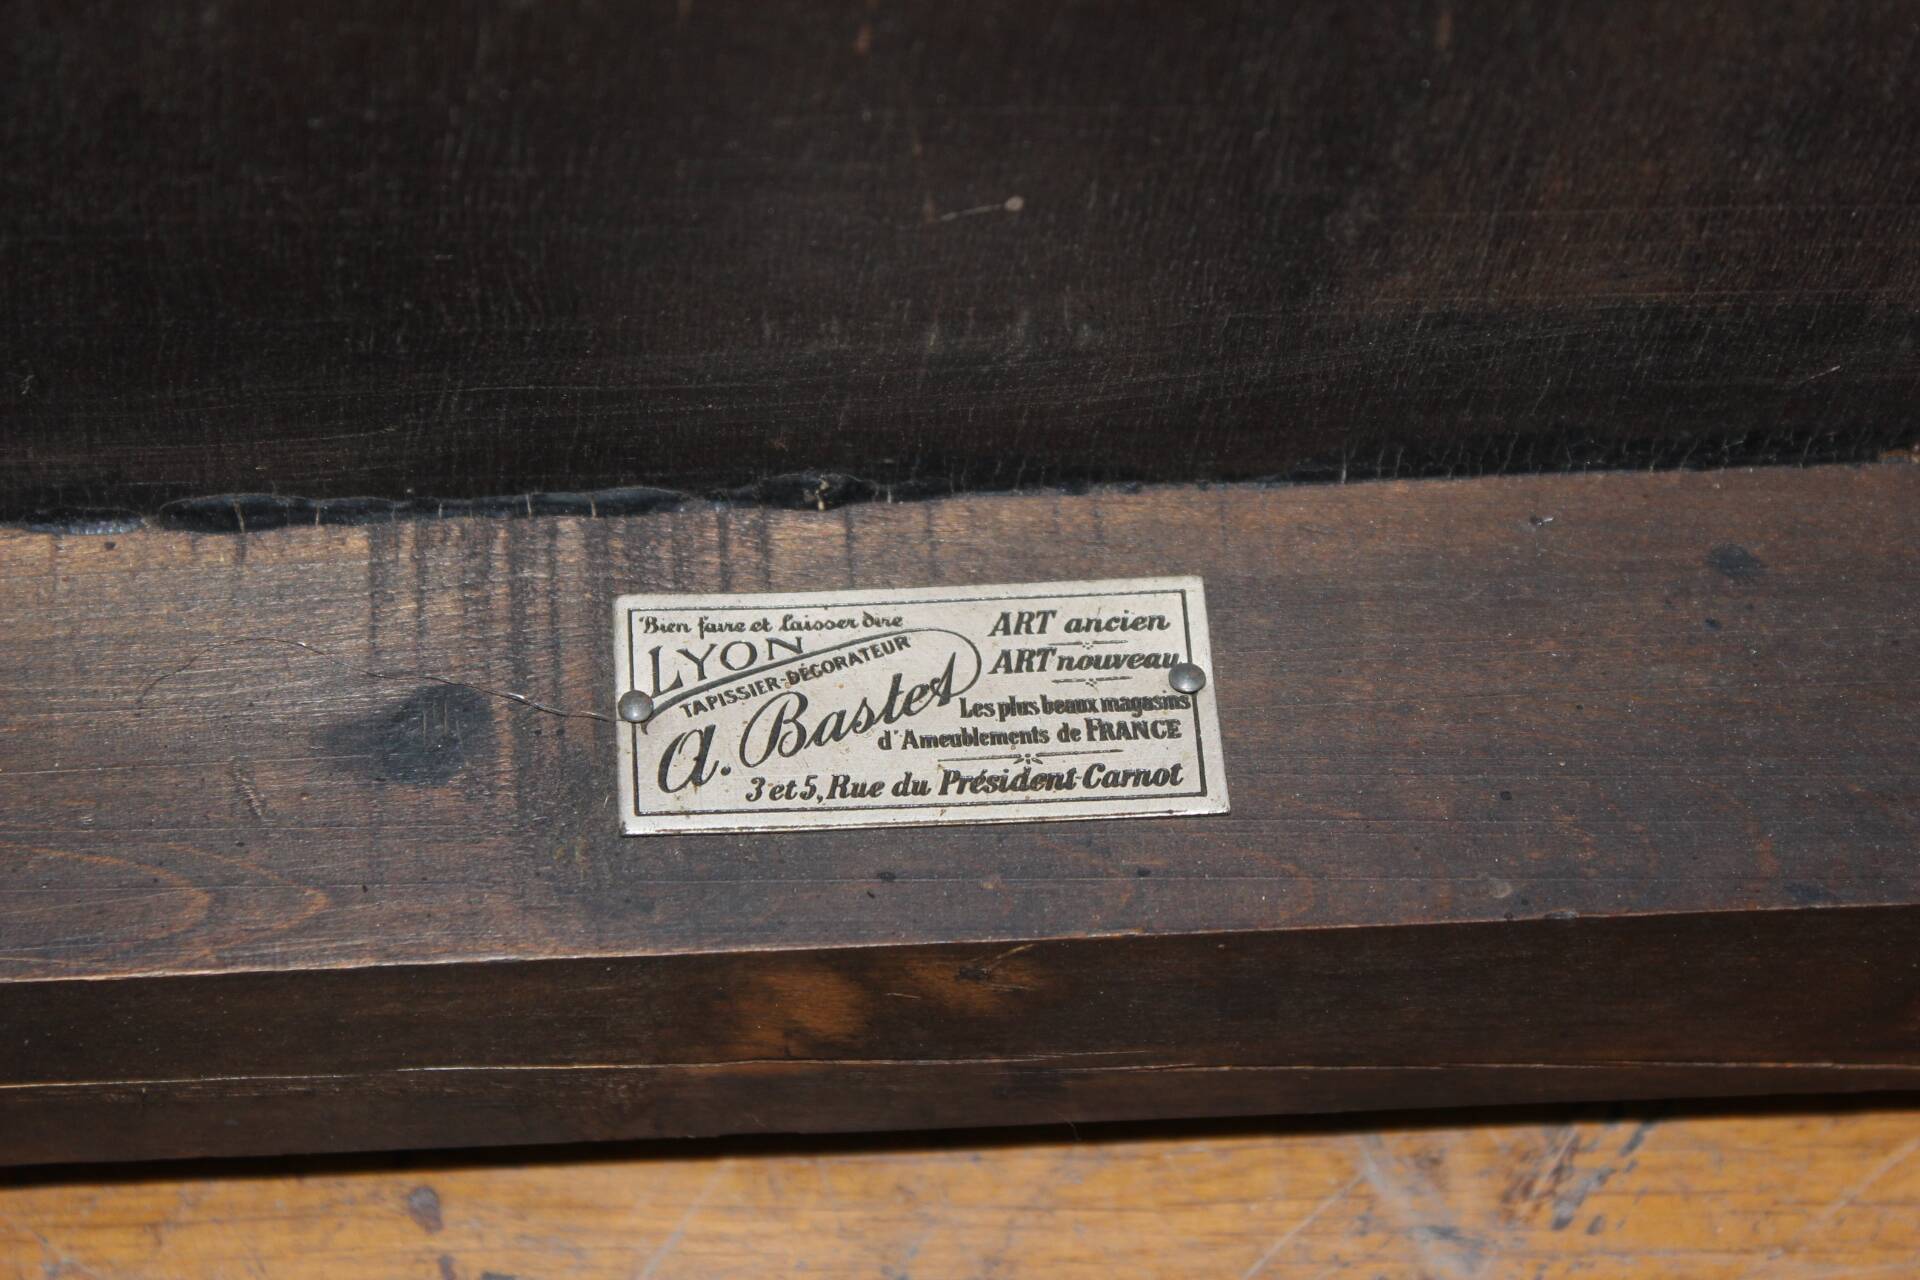 Bien faire et laisser dire
LYON
TAPISSIER-DÉCORATEUR
A. Bastet
ART ancien
ART nouveau
Les plus beaux magasins
d'Ameublements de FRANCE
3 et 5, Rue du Président-Carnot